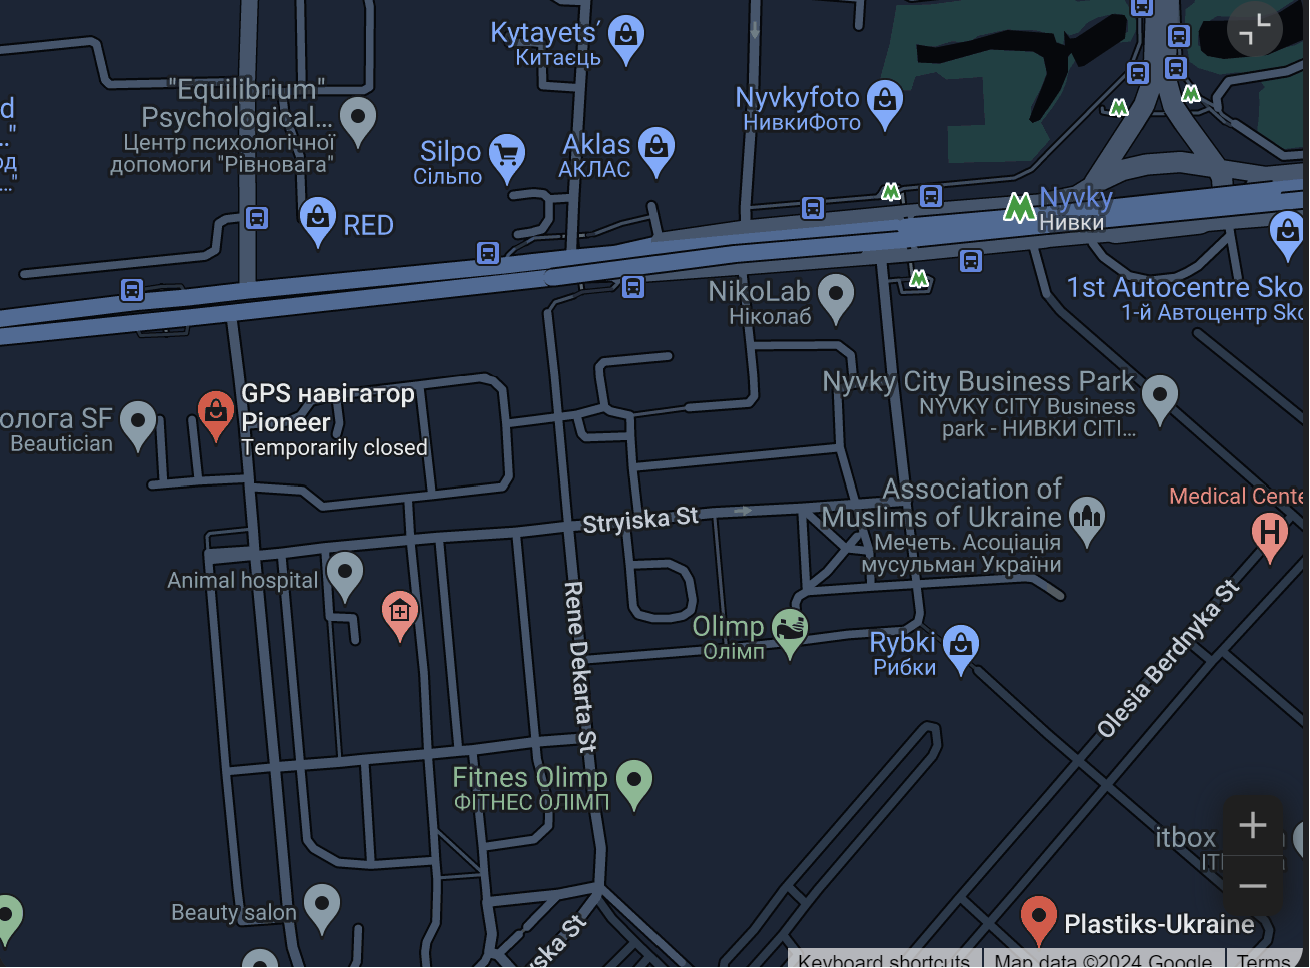 Kytayets′
Китаєць
"Equilibrium"
Psychological...
Центр психологічної
допомоги "Рівновага"
Nyvkyfoto
НивкиФото
Silpo
Сільпо
Aklas
АКЛАС
RED
Nyvky
Нивки
NikoLab
Ніколаб
1st Autocentre Sko
1-й Автоцентр Sko
GPS навігатор
Pioneer
Temporarily closed
олога SF
Beautician
Nyvky City Business Park
NYVKY CITY Business
park - НИВКИ СІТІ...
Association of
Muslims of Ukraine
Мечеть. Асоціація
мусульман України
Medical Cente
H
Stryiska St
Animal hospital
Rene Dekarta St
Olimp
Олімп
Rybki
Рибки
Olesia Berdnyka St
Fitnes Olimp
ФІТНЕС ОЛІМП
itbox
Beauty salon
vska St
Plastiks-Ukraine
Keyboard shortcuts
Map data ©2024 Google
Terms